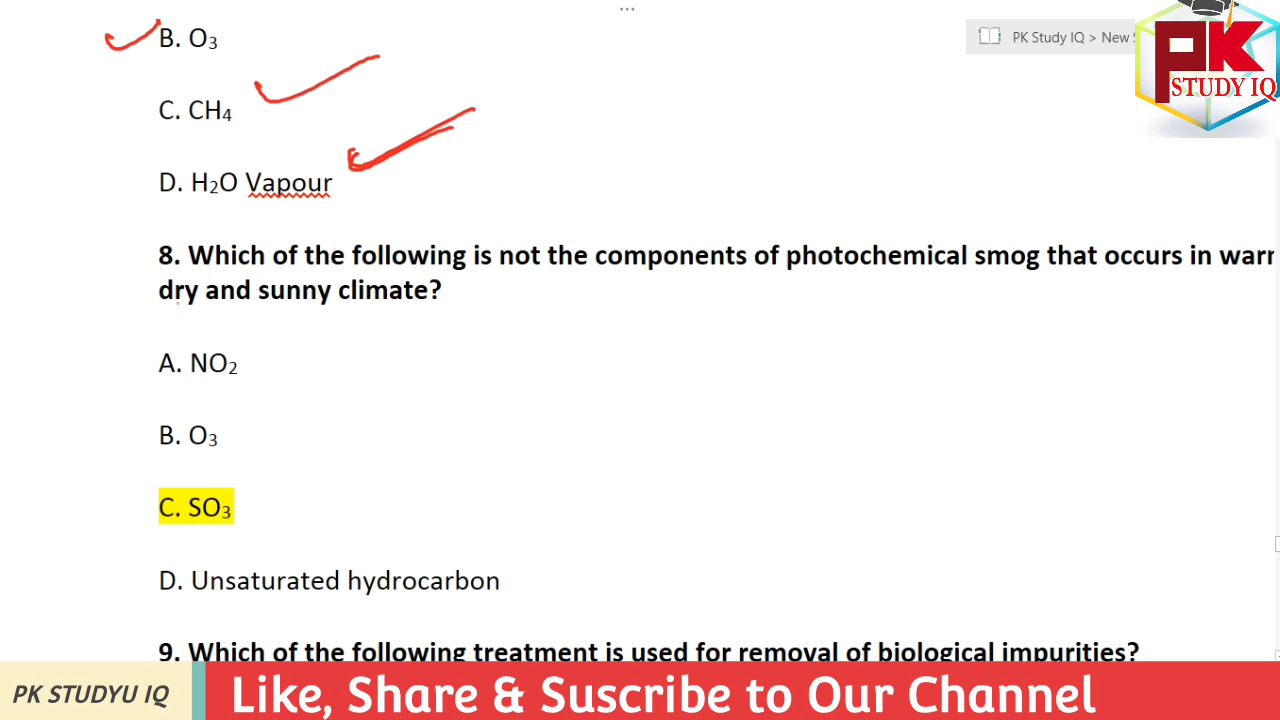 ...
B. O₃
PK Study IQ > New
PK
STUDY IQ
C. CH₄
D. H₂O Vapour
8. Which of the following is not the components of photochemical smog that occurs in
dry and sunny climate?
A. NO₂
B. O₃
C. SO₃
D. Unsaturated hydrocarbon
9. Which of the following treatment is used for removal of biological impurities?
PK STUDYU IQ
Like, Share & Suscribe to Our Channel